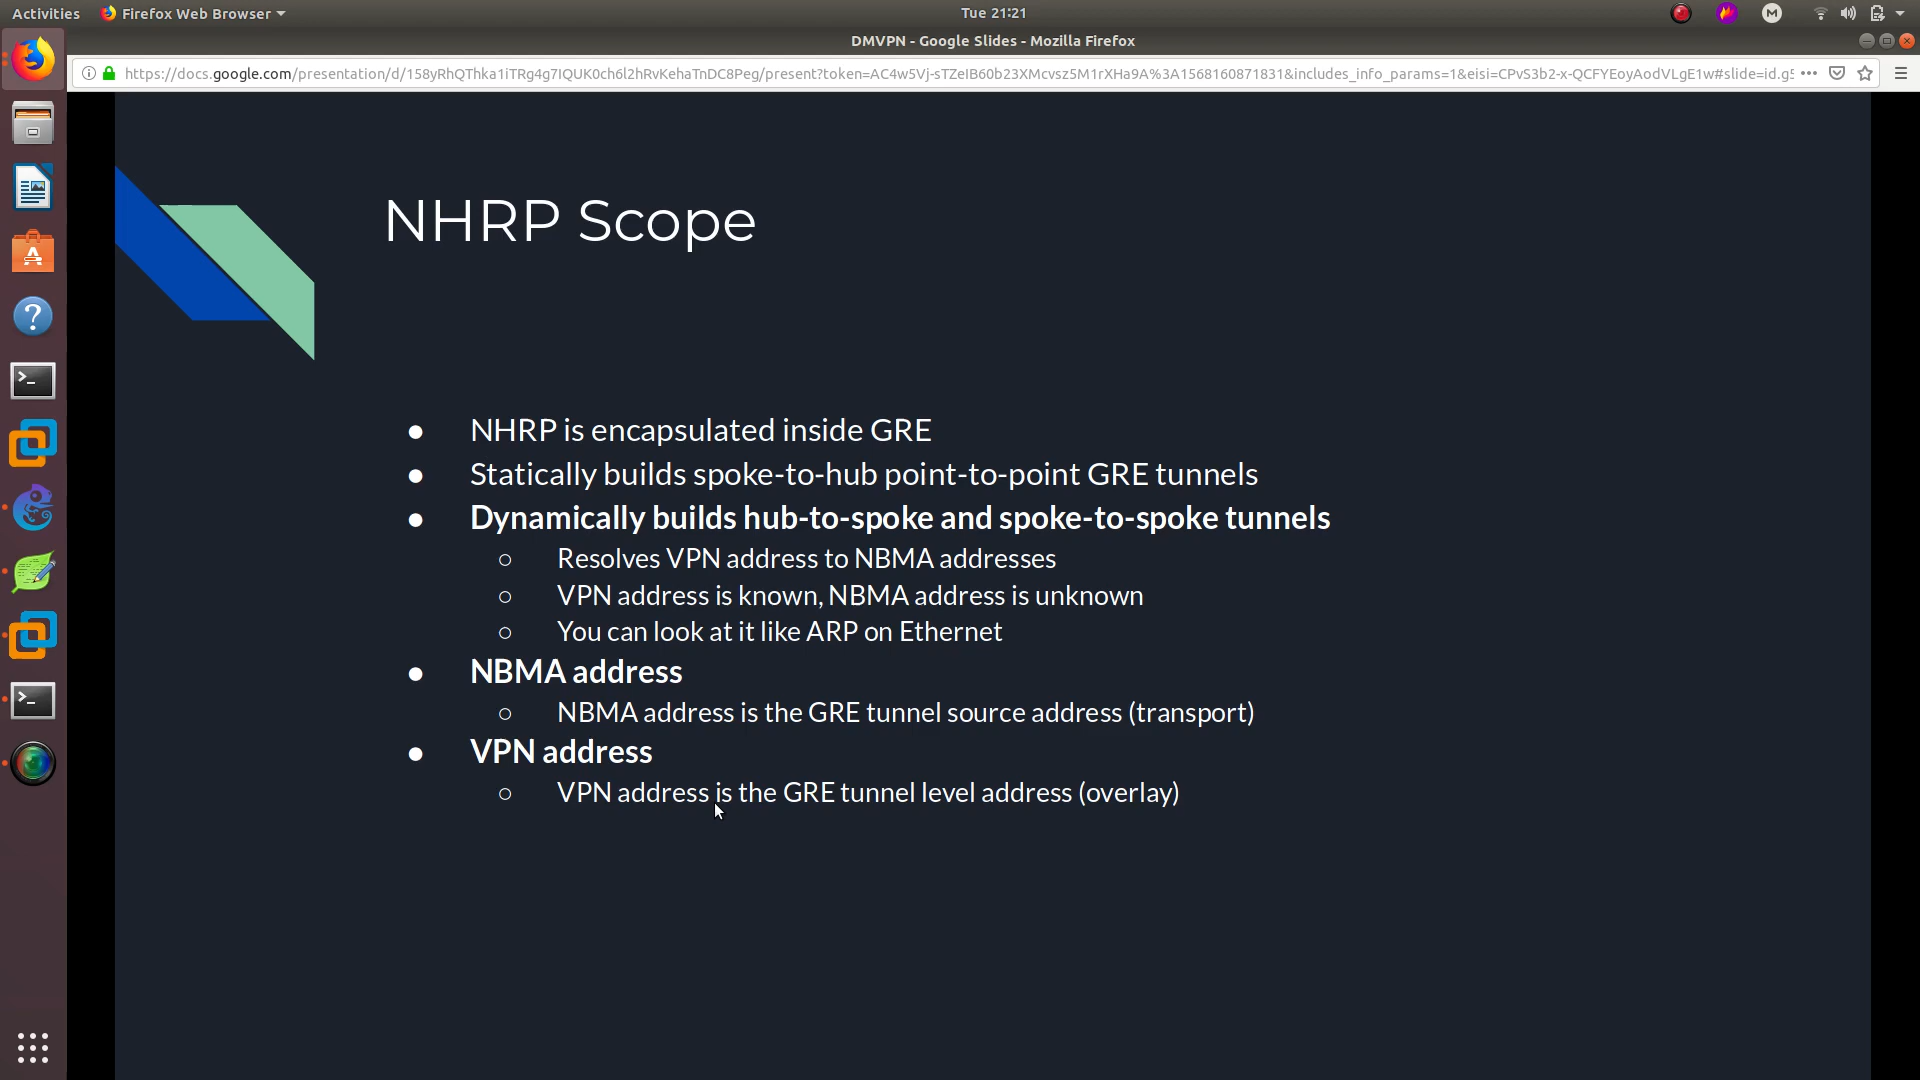 Activities
Firefox Web Browser
Tue 21:21
DMVPN - Google Slides - Mozilla Firefox
https://docs.google.com/presentation/d/158yRhQThka1iTRg4g7IQUK0ch6l2hRvKehaTnDC8Peg/present?token=AC4w5Vj-sTZeIB60b23XMcvsz5M1rXHa9A%3A1568160871831&includes_info_params=1&eisi=CPvS3b2-x-QCFYEoyAodVLgE1w#slide=id.g5
NHRP Scope
● NHRP is encapsulated inside GRE
● Statically builds spoke-to-hub point-to-point GRE tunnels
● Dynamically builds hub-to-spoke and spoke-to-spoke tunnels
○ Resolves VPN address to NBMA addresses
○ VPN address is known, NBMA address is unknown
○ You can look at it like ARP on Ethernet
● NBMA address
○ NBMA address is the GRE tunnel source address (transport)
● VPN address
○ VPN address is the GRE tunnel level address (overlay)